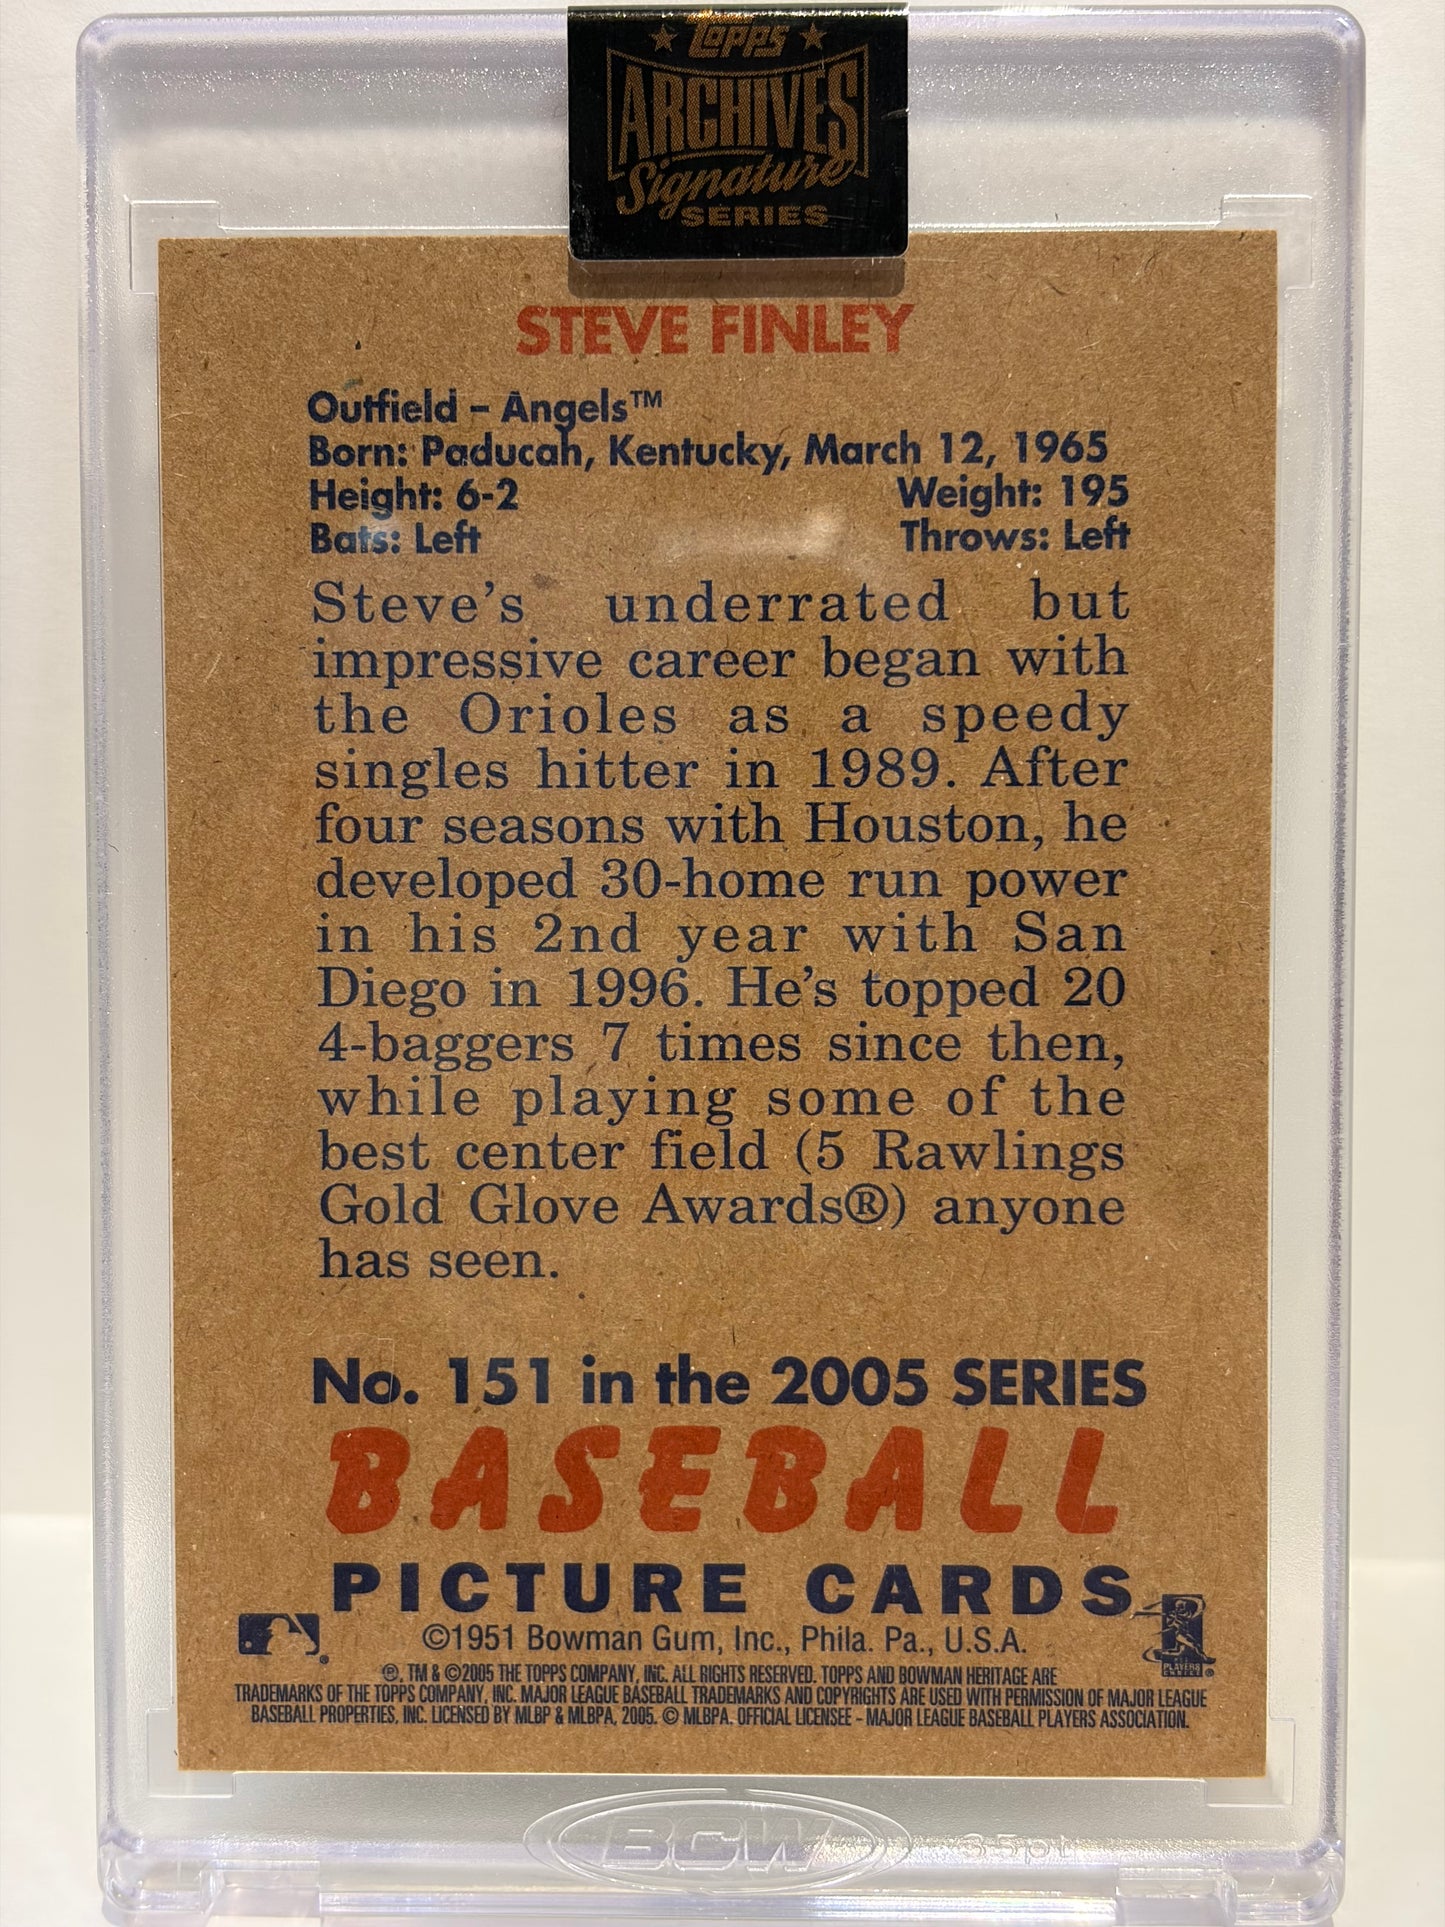 Topps
ARCHIVES
Signature
SERIES
STEVE FINLEY
Outfield – Angels™
Born: Paducah, Kentucky, March 12, 1965
Height: 6-2 Weight: 195
Bats: Left Throws: Left
Steve's underrated but
impressive career began with
the Orioles as a speedy
singles hitter in 1989. After
four seasons with Houston, he
developed 30-home run power
in his 2nd year with San
Diego in 1996. He's topped 20
4-baggers 7 times since then,
while playing some of the
best center field (5 Rawlings
Gold Glove Awards®) anyone
has seen.
No. 151 in the 2005 SERIES
BASEBALL
PICTURE CARDS
©1951 Bowman Gum, Inc., Phila. Pa., U.S.A.
®, TM & ©2005 THE TOPPS COMPANY, INC. ALL RIGHTS RESERVED. TOPPS AND BOWMAN HERITAGE ARE
TRADEMARKS OF THE TOPPS COMPANY, INC. MAJOR LEAGUE BASEBALL TRADEMARKS AND COPYRIGHTS ARE USED WITH PERMISSION OF MAJOR LEAGUE
BASEBALL PROPERTIES, INC. LICENSED BY MLBP & MLBPA, 2005. © MLBPA. OFFICIAL LICENSEE – MAJOR LEAGUE BASEBALL PLAYERS ASSOCIATION.
PLAYERS
CHOICE ®
BCW 35pt